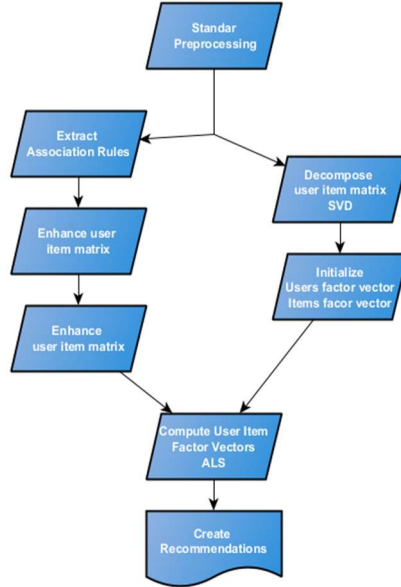 Standar
Preprocessing
Extract
Association Rules
Decompose
user item matrix
SVD
Enhance user
item matrix
Initialize
Users factor vector
Items facor vector
Enhance
user item matrix
Compute User Item
Factor Vectors
ALS
Create
Recommendations